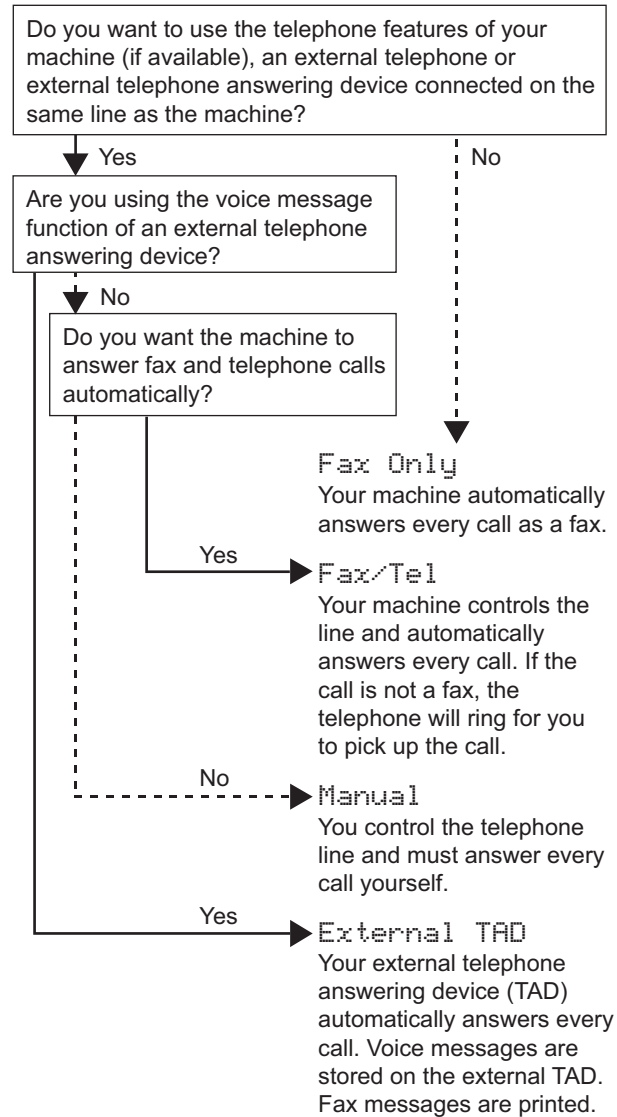 Do you want to use the telephone features of your
machine (if available), an external telephone or
external telephone answering device connected on the
same line as the machine?
Yes
No
Are you using the voice message
function of an external telephone
answering device?
No
Do you want the machine to
answer fax and telephone calls
automatically?
Fax Only
Your machine automatically
answers every call as a fax.
Yes
Fax/Tel
Your machine controls the
line and automatically
answers every call. If the
call is not a fax, the
telephone will ring for you
to pick up the call.
No
Manual
You control the telephone
line and must answer every
call yourself.
Yes
External TAD
Your external telephone
answering device (TAD)
automatically answers every
call. Voice messages are
stored on the external TAD.
Fax messages are printed.